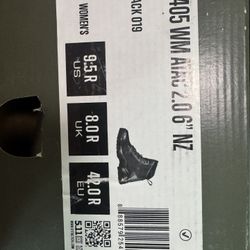 405 WM ATAC 2.0 6" NZ
ACK 019
WOMEN'S
9.5 R
US
8.0 R
UK
42.0 R
EU
5.11